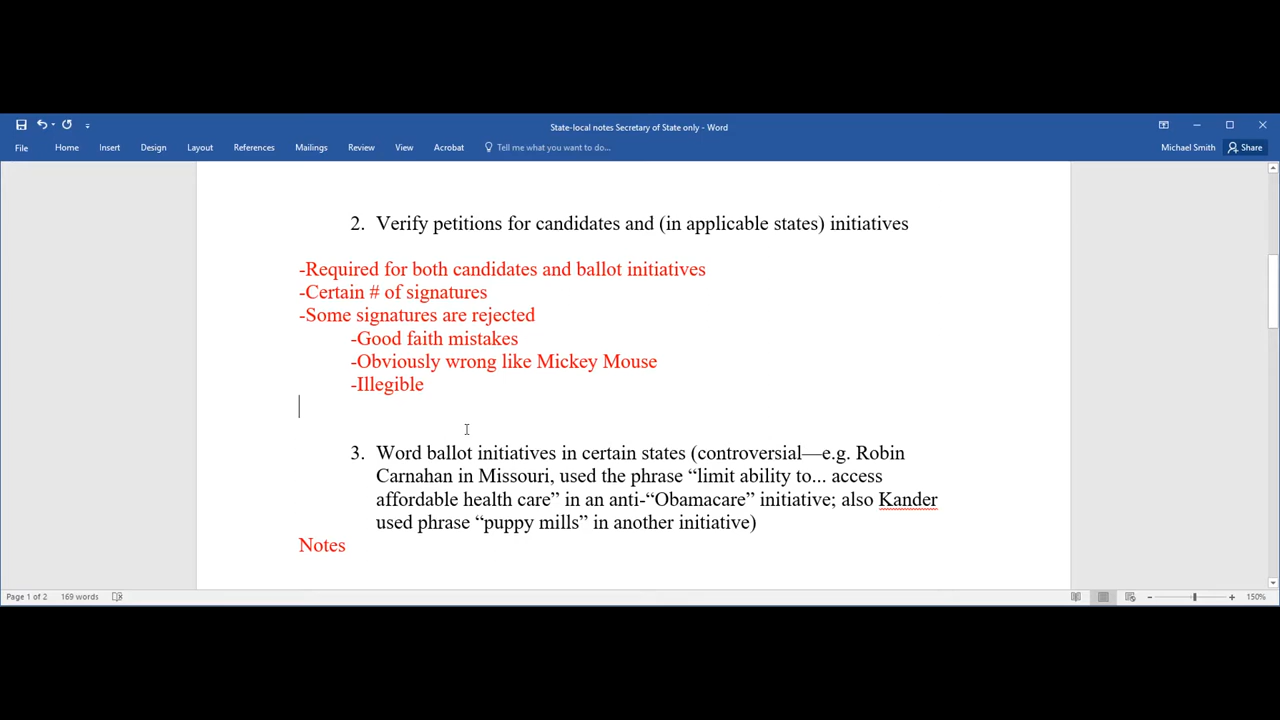 State-local notes Secretary of State only - Word
File Home Insert Design Layout References Mailings Review View Acrobat Tell me what you want to do... Michael Smith Share
2. Verify petitions for candidates and (in applicable states) initiatives
-Required for both candidates and ballot initiatives
-Certain # of signatures
-Some signatures are rejected
-Good faith mistakes
-Obviously wrong like Mickey Mouse
-Illegible
3. Word ballot initiatives in certain states (controversial—e.g. Robin
Carnahan in Missouri, used the phrase “limit ability to... access
affordable health care” in an anti-“Obamacare” initiative; also Kander
used phrase “puppy mills” in another initiative)
Notes
Page 1 of 2 169 words 150%